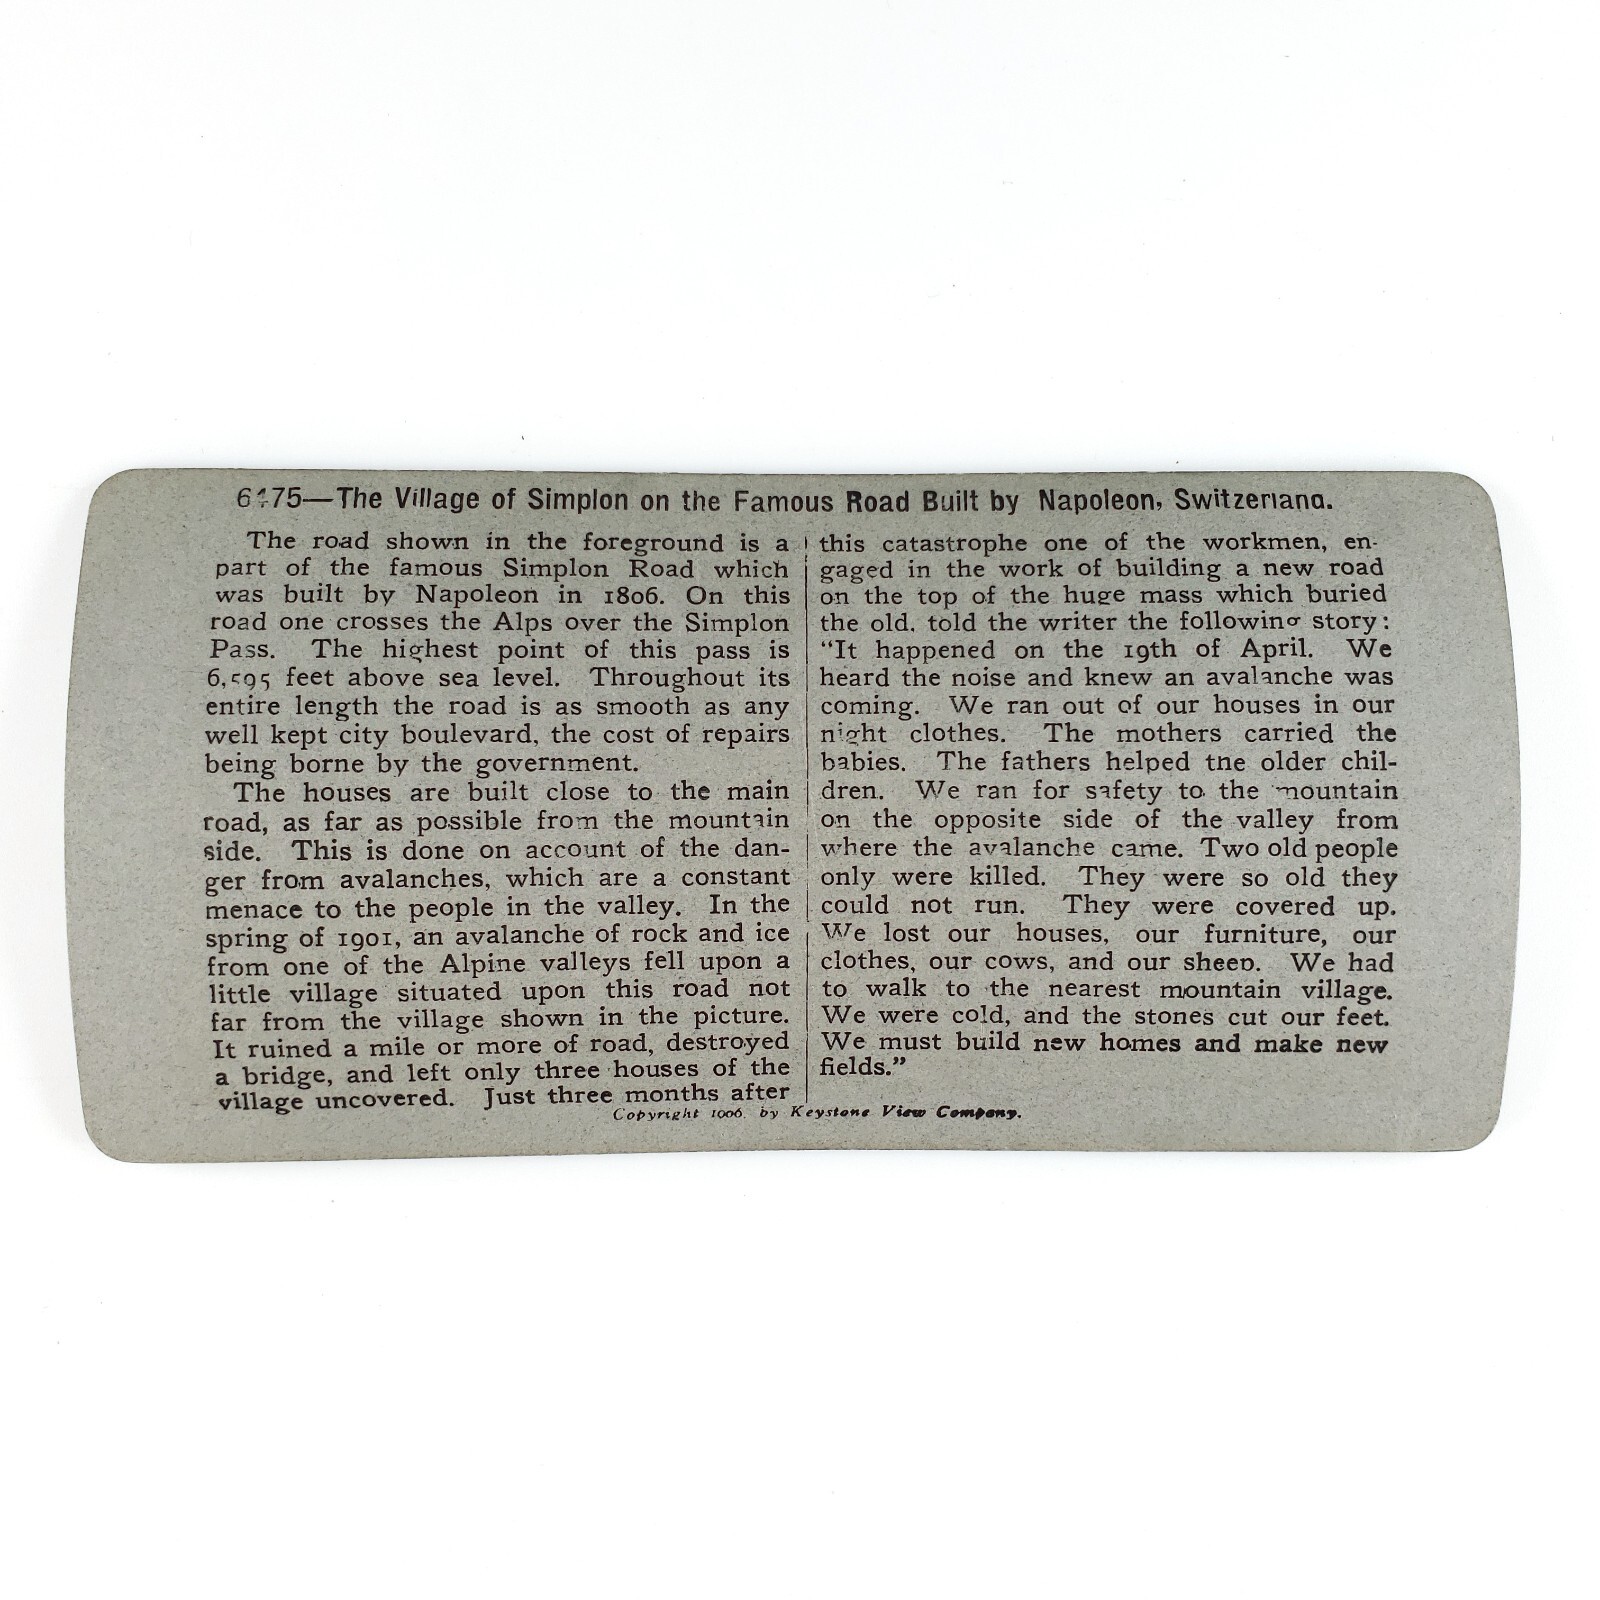 6475—The Village of Simplon on the Famous Road Built by Napoleon, Switzerland.
The road shown in the foreground is a
part of the famous Simplon Road which
was built by Napoleon in 1806. On this
road one crosses the Alps over the Simplon
Pass. The highest point of this pass is
6,595 feet above sea level. Throughout its
entire length the road is as smooth as any
well kept city boulevard, the cost of repairs
being borne by the government.
The houses are built close to the main
road, as far as possible from the mountain
side. This is done on account of the dan-
ger from avalanches, which are a constant
menace to the people in the valley. In the
spring of 1901, an avalanche of rock and ice
from one of the Alpine valleys fell upon a
little village situated upon this road not
far from the village shown in the picture.
It ruined a mile or more of road, destroyed
a bridge, and left only three houses of the
village uncovered. Just three months after
this catastrophe one of the workmen, en-
gaged in the work of building a new road
on the top of the huge mass which buried
the old, told the writer the following story:
"It happened on the 19th of April. We
heard the noise and knew an avalanche was
coming. We ran out of our houses in our
night clothes. The mothers carried the
babies. The fathers helped the older chil-
dren. We ran for safety to the mountain
on the opposite side of the valley from
where the avalanche came. Two old people
only were killed. They were so old they
could not run. They were covered up.
We lost our houses, our furniture, our
clothes, our cows, and our sheep. We had
to walk to the nearest mountain village.
We were cold, and the stones cut our feet.
We must build new homes and make new
fields."
Copyright 1906, by Keystone View Company.